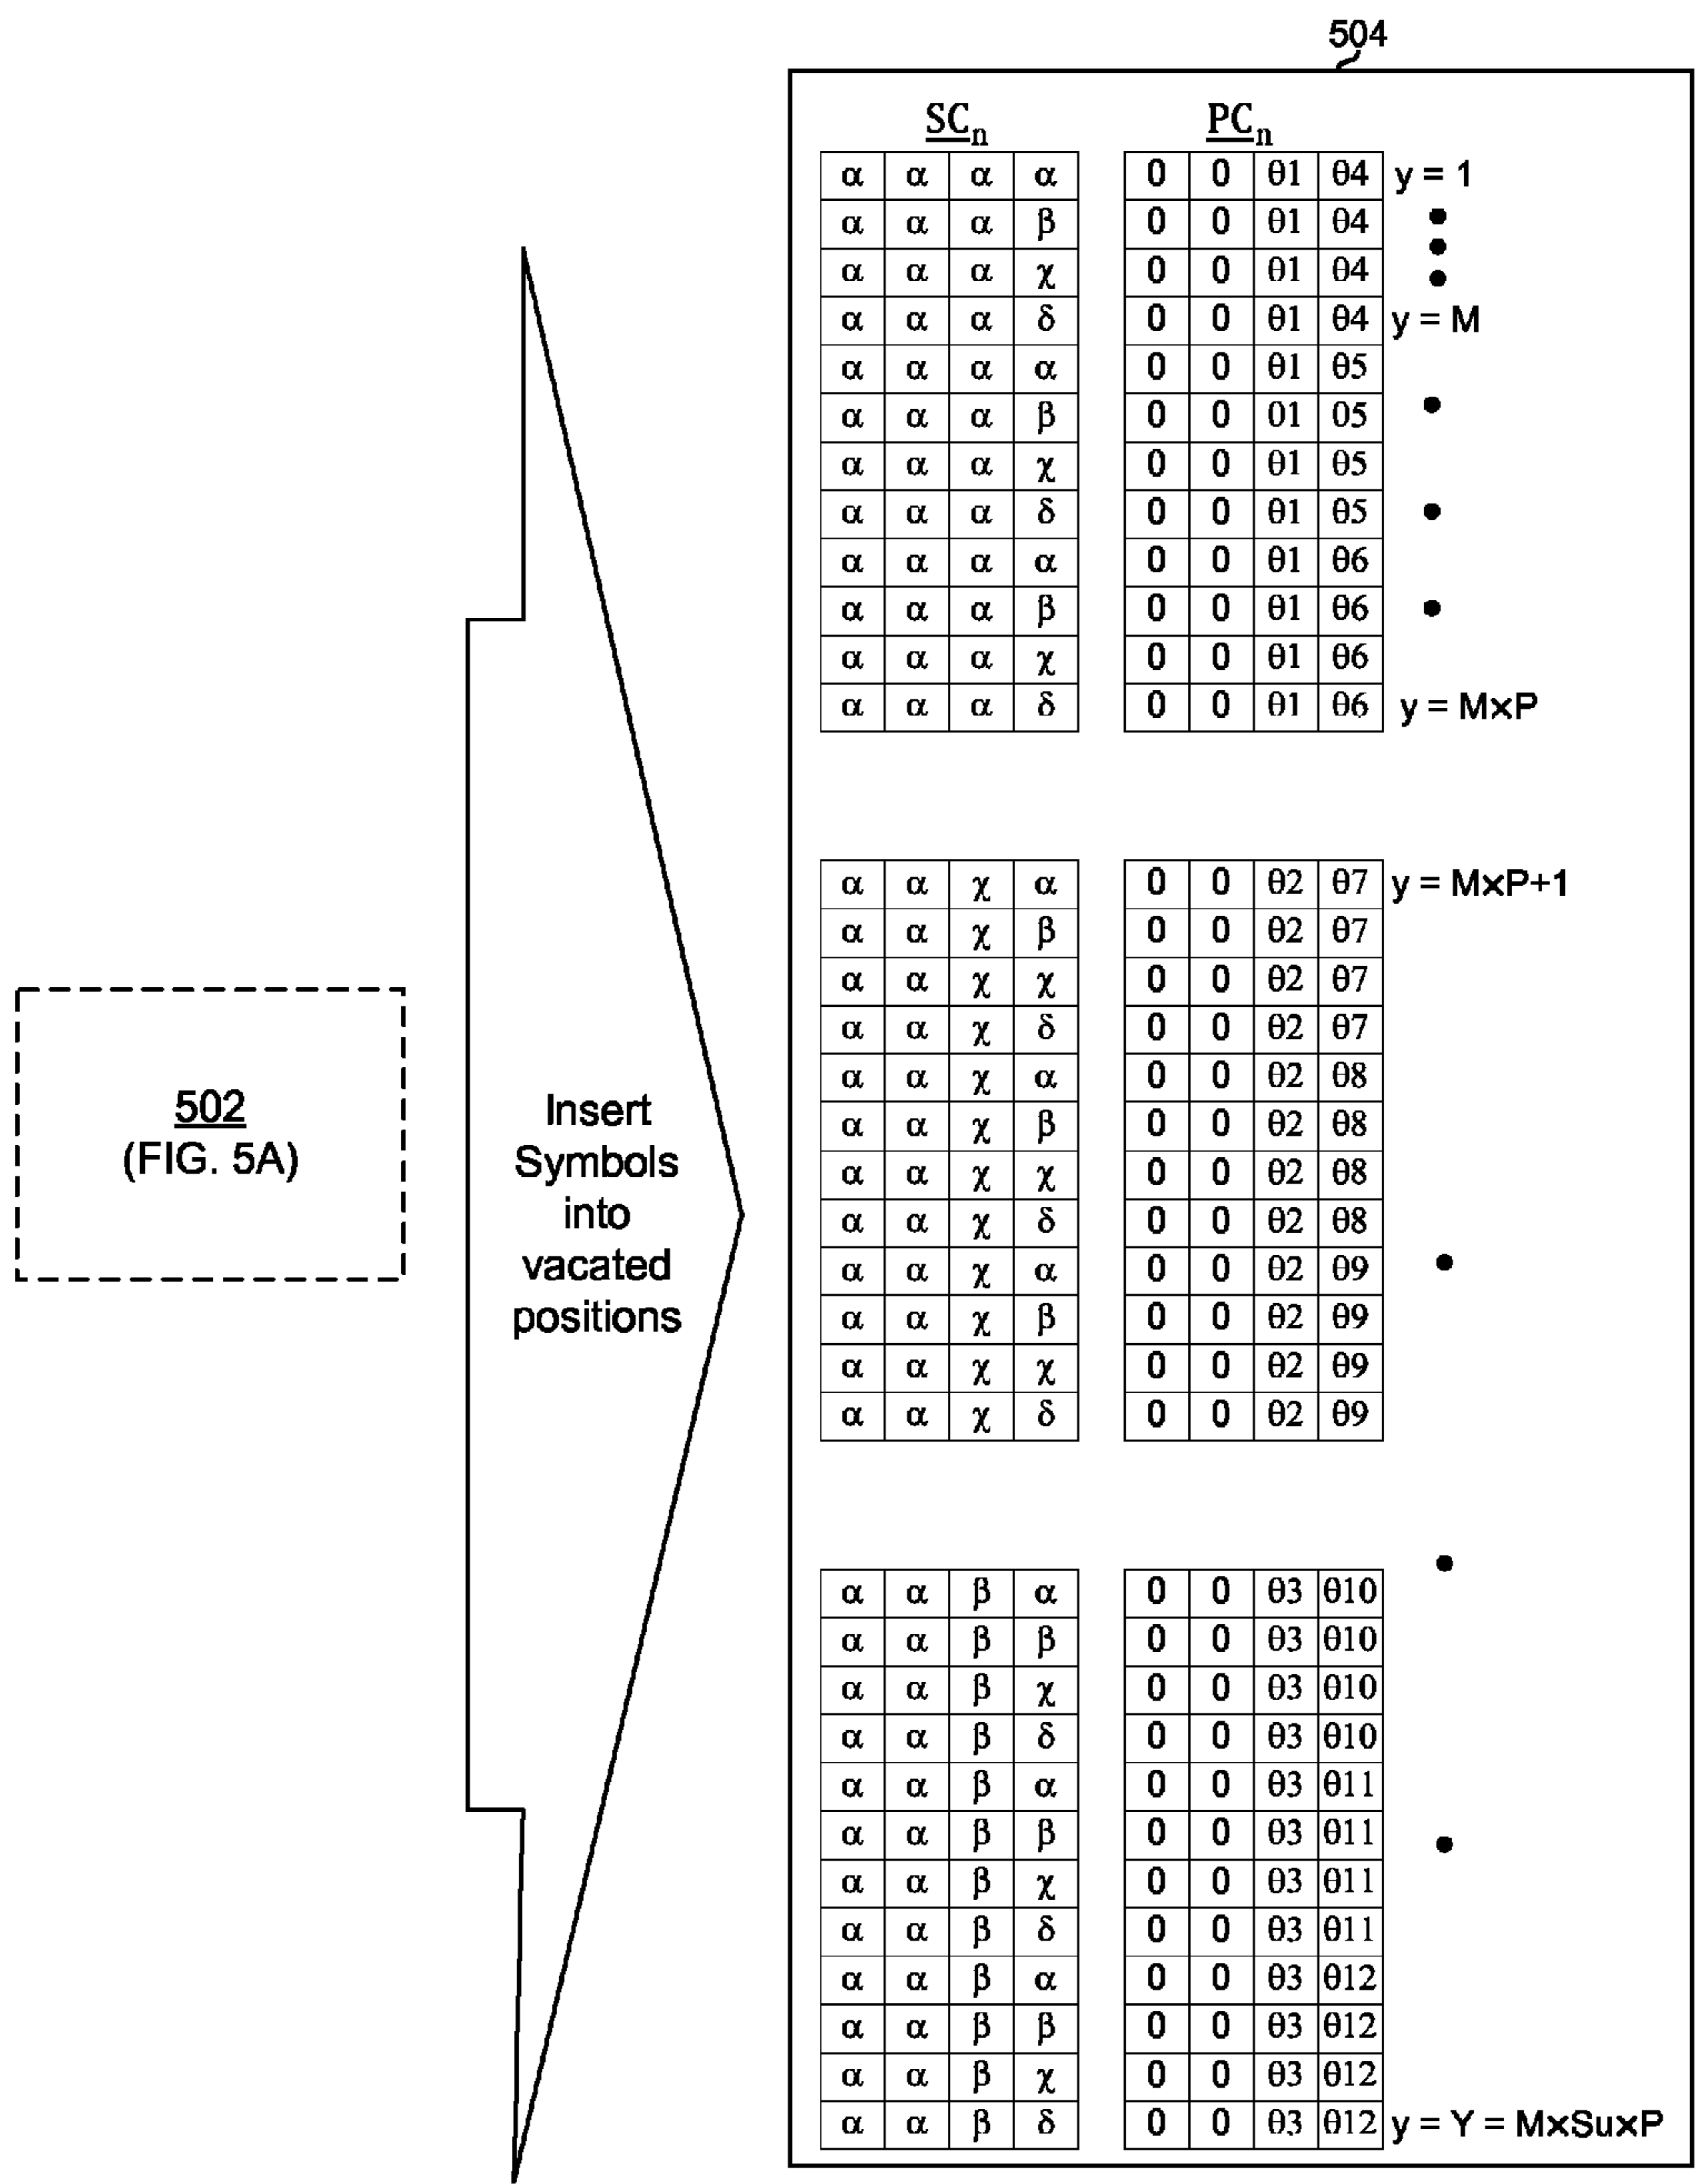 504
SCₙ PCₙ
α α α α 0 0 θ1 θ4 y = 1
α α α β 0 0 θ1 θ4
α α α χ 0 0 θ1 θ4
α α α δ 0 0 θ1 θ4 y = M
α α α α 0 0 θ1 θ5
α α α β 0 0 θ1 θ5
α α α χ 0 0 θ1 θ5
α α α δ 0 0 θ1 θ5
α α α α 0 0 θ1 θ6
α α α β 0 0 θ1 θ6
α α α χ 0 0 θ1 θ6
α α α δ 0 0 θ1 θ6 y = M×P
α α χ α 0 0 θ2 θ7 y = M×P+1
α α χ β 0 0 θ2 θ7
α α χ χ 0 0 θ2 θ7
α α χ δ 0 0 θ2 θ7
α α χ α 0 0 θ2 θ8
α α χ β 0 0 θ2 θ8
α α χ χ 0 0 θ2 θ8
α α χ δ 0 0 θ2 θ8
α α χ α 0 0 θ2 θ9
α α χ β 0 0 θ2 θ9
α α χ χ 0 0 θ2 θ9
α α χ δ 0 0 θ2 θ9
α α β α 0 0 θ3 θ10
α α β β 0 0 θ3 θ10
α α β χ 0 0 θ3 θ10
α α β δ 0 0 θ3 θ10
α α β α 0 0 θ3 θ11
α α β β 0 0 θ3 θ11
α α β χ 0 0 θ3 θ11
α α β δ 0 0 θ3 θ11
α α β α 0 0 θ3 θ12
α α β β 0 0 θ3 θ12
α α β χ 0 0 θ3 θ12
α α β δ 0 0 θ3 θ12 y = Y = M×Su×P
502
(FIG. 5A)
Insert
Symbols
into
vacated
positions